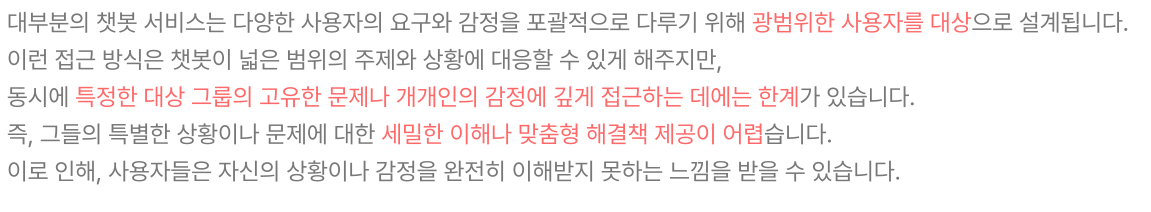 대부분의 챗봇 서비스는 다양한 사용자의 요구와 감정을 포괄적으로 다루기 위해 광범위한 사용자를 대상으로 설계됩니다.
이런 접근 방식은 챗봇이 넓은 범위의 주제와 상황에 대응할 수 있게 해주지만,
동시에 특정한 대상 그룹의 고유한 문제나 개개인의 감정에 깊게 접근하는 데에는 한계가 있습니다.
즉, 그들의 특별한 상황이나 문제에 대한 세밀한 이해나 맞춤형 해결책 제공이 어렵습니다.
이로 인해, 사용자들은 자신의 상황이나 감정을 완전히 이해받지 못하는 느낌을 받을 수 있습니다.